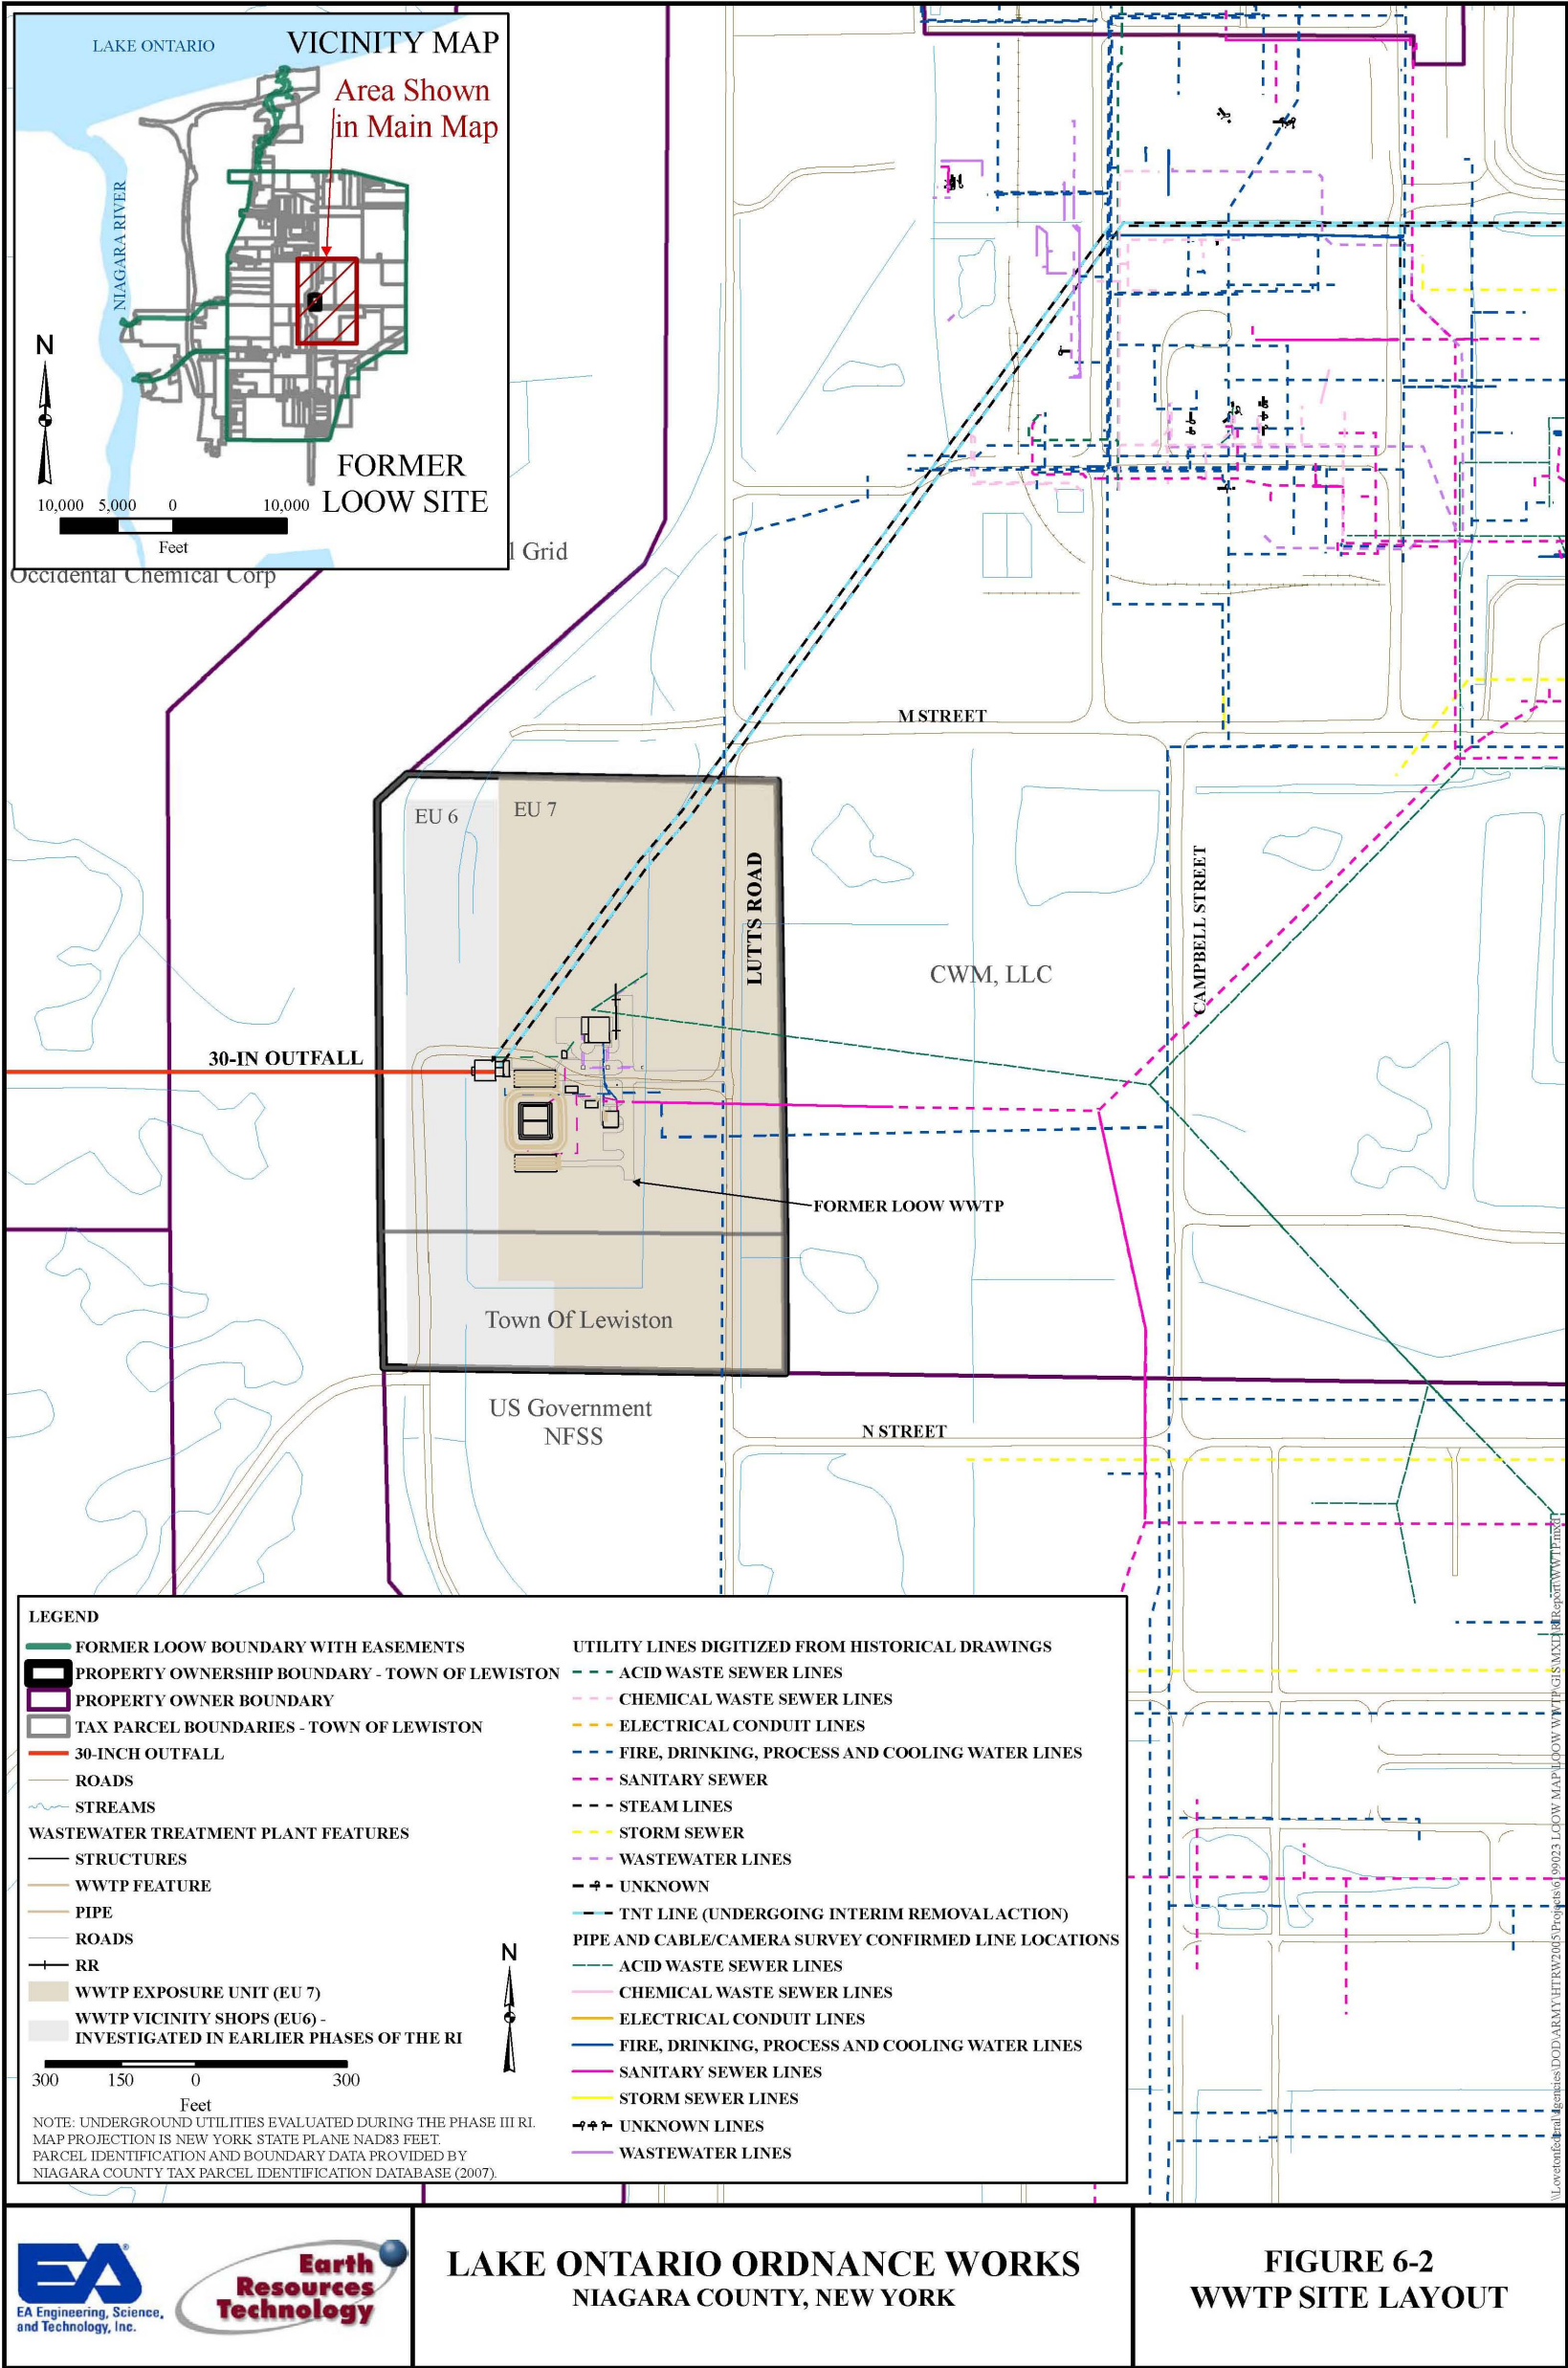 LAKE ONTARIO
VICINITY MAP
Area Shown
in Main Map
NIAGARA RIVER
N
FORMER
LOOW SITE
10,000 5,000 0 10,000
Feet
l Grid
Occidental Chemical Corp
M STREET
EU 6
EU 7
LUTTS ROAD
CAMPBELL STREET
CWM, LLC
30-IN OUTFALL
FORMER LOOW WWTP
Town Of Lewiston
US Government
NFSS
N STREET
LEGEND
FORMER LOOW BOUNDARY WITH EASEMENTS
PROPERTY OWNERSHIP BOUNDARY - TOWN OF LEWISTON
PROPERTY OWNER BOUNDARY
TAX PARCEL BOUNDARIES - TOWN OF LEWISTON
30-INCH OUTFALL
ROADS
STREAMS
WASTEWATER TREATMENT PLANT FEATURES
STRUCTURES
WWTP FEATURE
PIPE
ROADS
RR
WWTP EXPOSURE UNIT (EU 7)
WWTP VICINITY SHOPS (EU6) -
INVESTIGATED IN EARLIER PHASES OF THE RI
300 150 0 300
Feet
N
NOTE: UNDERGROUND UTILITIES EVALUATED DURING THE PHASE III RI.
MAP PROJECTION IS NEW YORK STATE PLANE NAD83 FEET.
PARCEL IDENTIFICATION AND BOUNDARY DATA PROVIDED BY
NIAGARA COUNTY TAX PARCEL IDENTIFICATION DATABASE (2007).
UTILITY LINES DIGITIZED FROM HISTORICAL DRAWINGS
ACID WASTE SEWER LINES
CHEMICAL WASTE SEWER LINES
ELECTRICAL CONDUIT LINES
FIRE, DRINKING, PROCESS AND COOLING WATER LINES
SANITARY SEWER
STEAM LINES
STORM SEWER
WASTEWATER LINES
UNKNOWN
TNT LINE (UNDERGOING INTERIM REMOVAL ACTION)
PIPE AND CABLE/CAMERA SURVEY CONFIRMED LINE LOCATIONS
ACID WASTE SEWER LINES
CHEMICAL WASTE SEWER LINES
ELECTRICAL CONDUIT LINES
FIRE, DRINKING, PROCESS AND COOLING WATER LINES
SANITARY SEWER LINES
STORM SEWER LINES
UNKNOWN LINES
WASTEWATER LINES
EA®
EA Engineering, Science,
and Technology, Inc.
Earth
Resources
Technology
LAKE ONTARIO ORDNANCE WORKS
NIAGARA COUNTY, NEW YORK
FIGURE 6-2
WWTP SITE LAYOUT